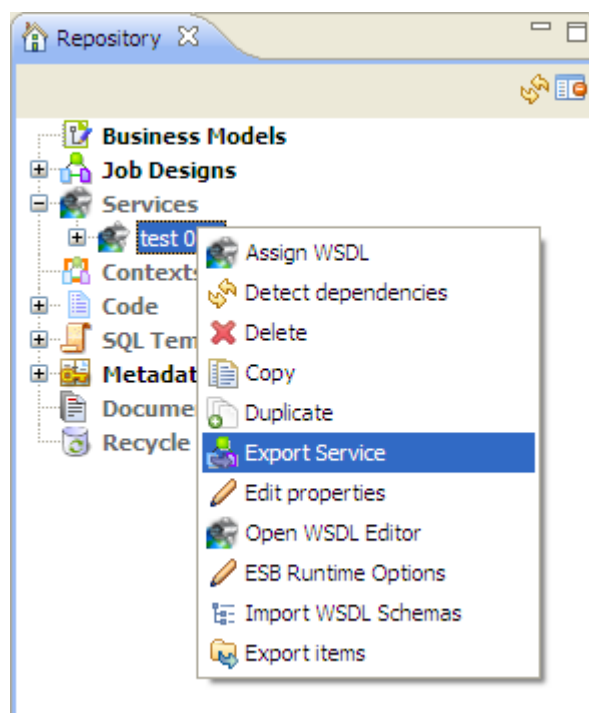 Repository
Business Models
Job Designs
Services
test 0
Assign WSDL
Contexts
Detect dependencies
Code
Delete
SQL Tem
Copy
Metadat
Duplicate
Docume
Export Service
Recycle
Edit properties
Open WSDL Editor
ESB Runtime Options
Import WSDL Schemas
Export items